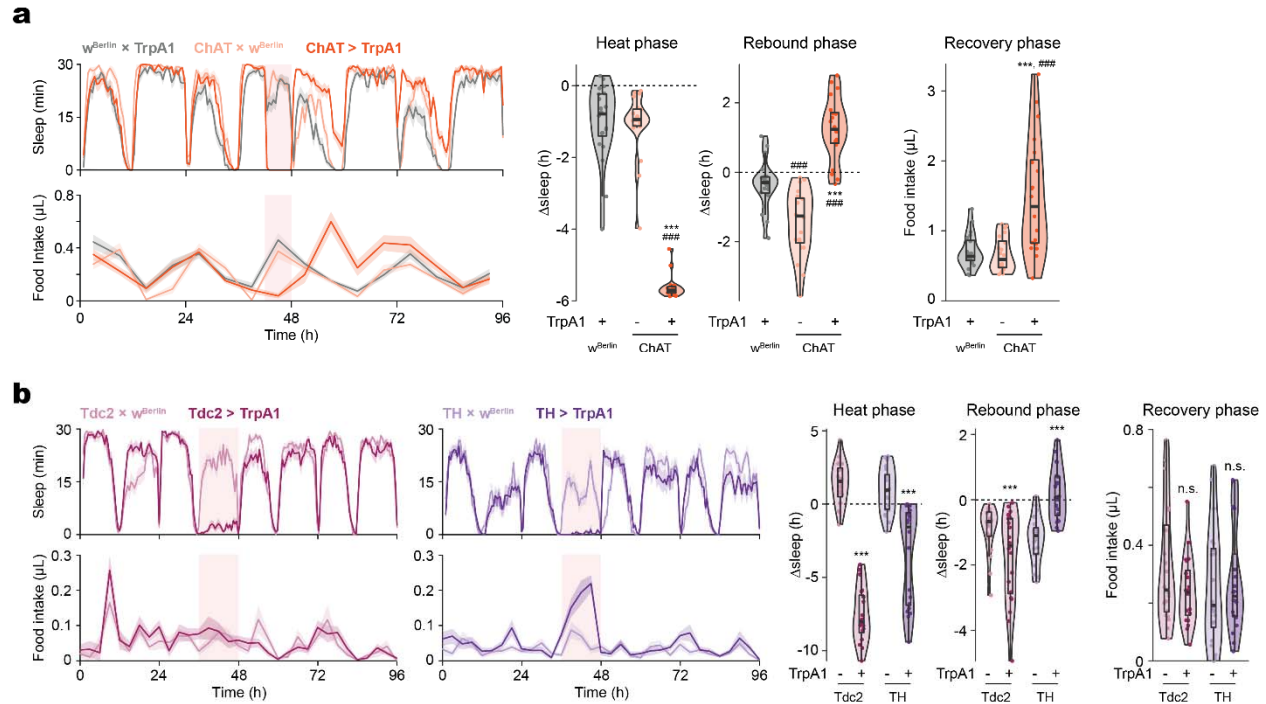 a
w^Berlin × TrpA1 ChAT × w^Berlin ChAT > TrpA1
Heat phase Rebound phase Recovery phase
Sleep (min)
30
15
0
Food Intake (µL)
0.8
0.4
0
0 24 48 72 96
Time (h)
Δsleep (h)
0
-2
-4
-6
***
###
TrpA1 + - +
w^Berlin ChAT
Δsleep (h)
2
0
-2
###
***
###
TrpA1 + - +
w^Berlin ChAT
Food intake (µL)
3
2
1
0
***, ###
TrpA1 + - +
w^Berlin ChAT
b
Tdc2 × w^Berlin Tdc2 > TrpA1
Sleep (min)
30
15
0
Food intake (µL)
0.3
0.2
0.1
0
0 24 48 72 96
Time (h)
TH × w^Berlin TH > TrpA1
30
15
0
0.3
0.2
0.1
0
0 24 48 72 96
Time (h)
Heat phase Rebound phase Recovery phase
Δsleep (h)
5
0
-5
-10
***
***
TrpA1 - + - +
Tdc2 TH
Δsleep (h)
2
0
-2
-4
***
***
TrpA1 - + - +
Tdc2 TH
Food intake (µL)
0.8
0.4
0
n.s.
n.s.
TrpA1 - + - +
Tdc2 TH